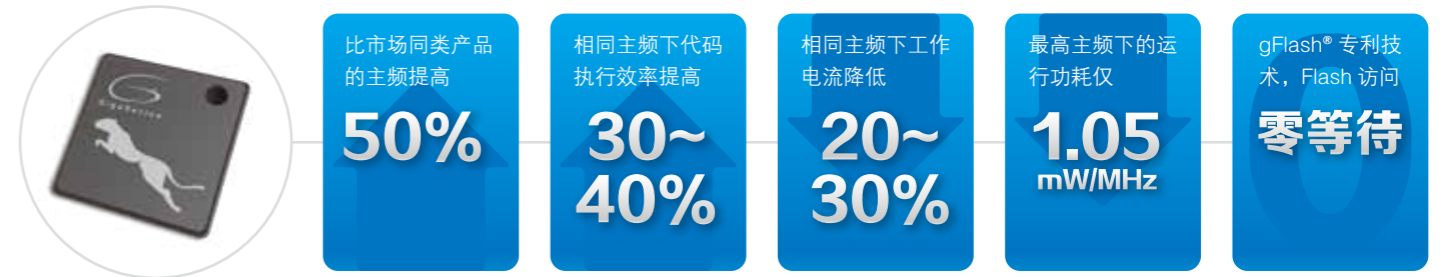 GigaDevice
比市场同类产品
的主频提高
50%
相同主频下代码
执行效率提高
30~
40%
相同主频下工作
电流降低
20~
30%
最高主频下的运
行功耗仅
1.05
mW/MHz
gFlash® 专利技
术，Flash 访问
零等待
0